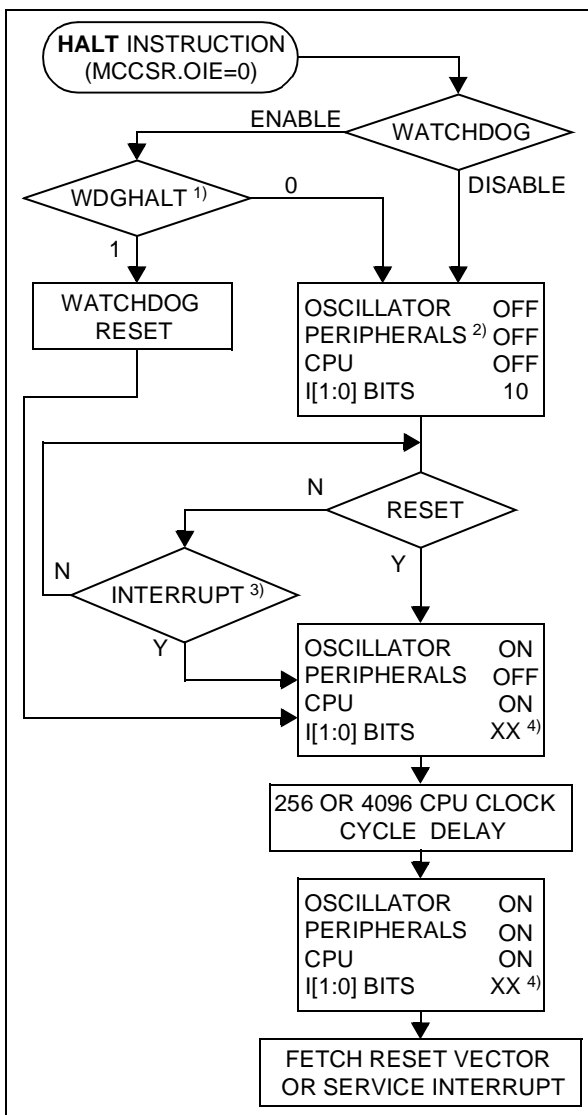 HALT INSTRUCTION
(MCCSR.OIE=0)
ENABLE
WATCHDOG
WDGHALT 1)
0
DISABLE
1
WATCHDOG
RESET
OSCILLATOR OFF
PERIPHERALS 2) OFF
CPU OFF
I[1:0] BITS 10
N
RESET
N
Y
INTERRUPT 3)
Y
OSCILLATOR ON
PERIPHERALS OFF
CPU ON
I[1:0] BITS XX 4)
256 OR 4096 CPU CLOCK
CYCLE DELAY
OSCILLATOR ON
PERIPHERALS ON
CPU ON
I[1:0] BITS XX 4)
FETCH RESET VECTOR
OR SERVICE INTERRUPT